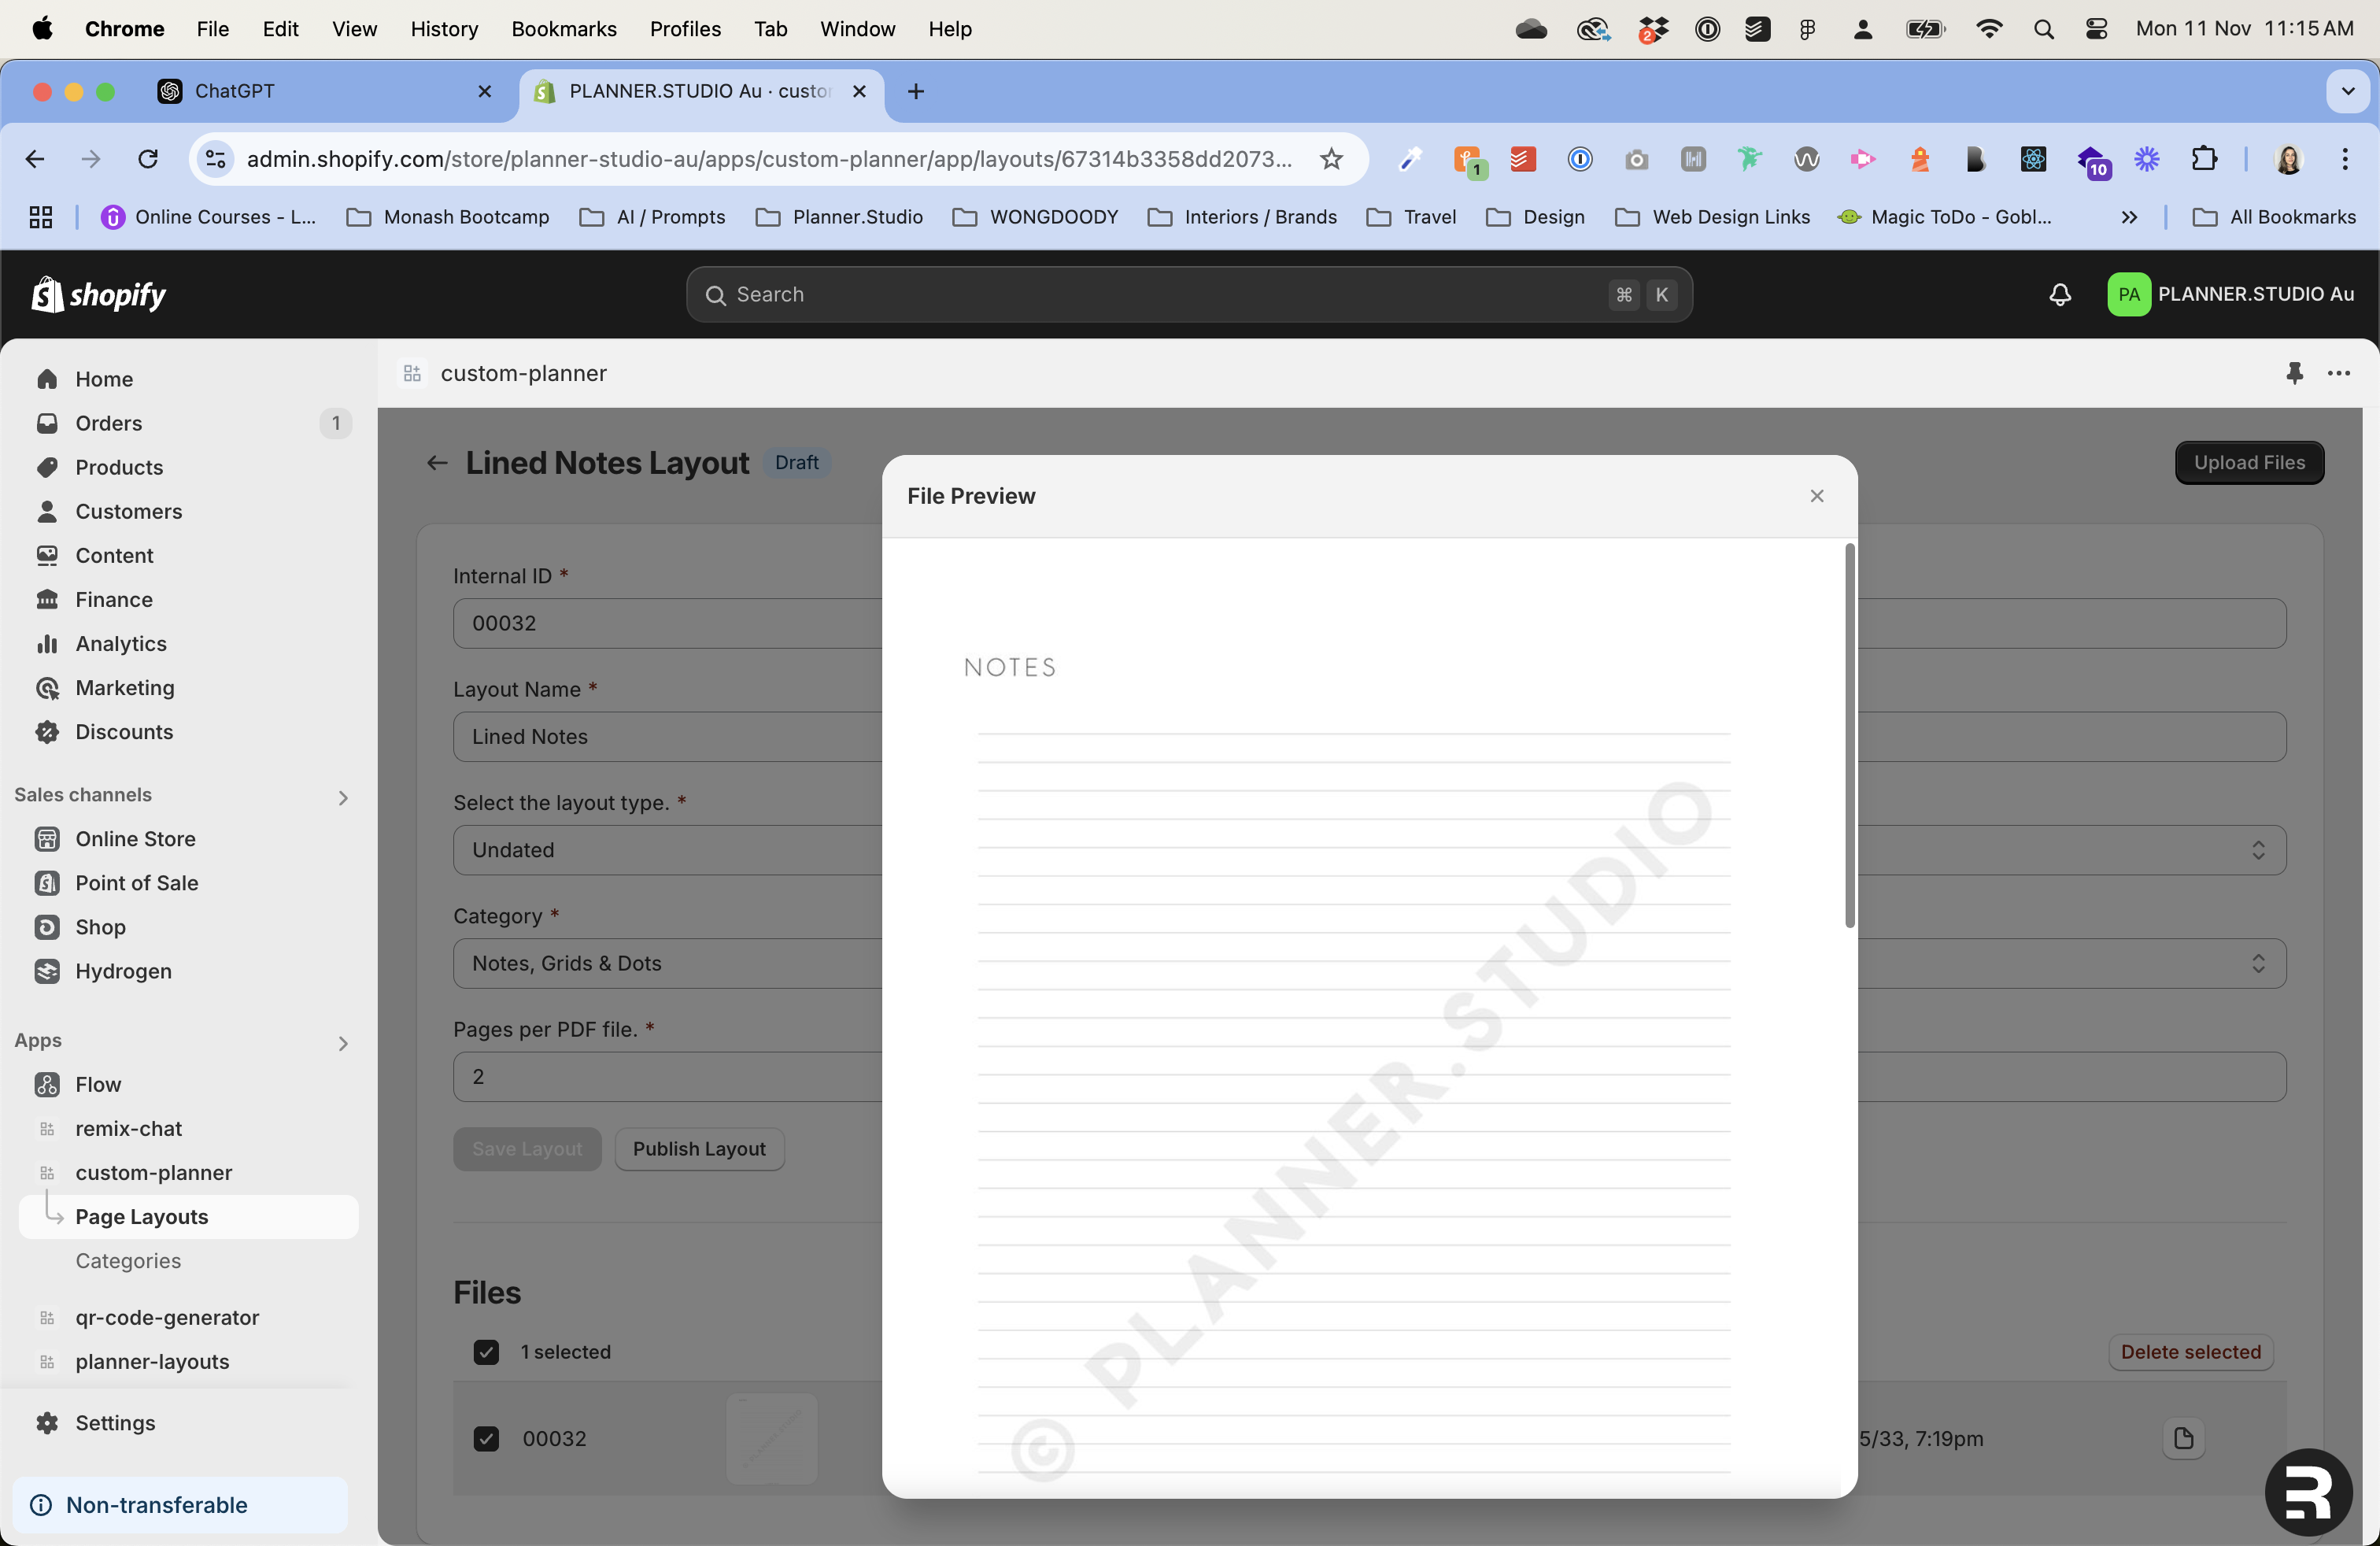 Chrome File Edit View History Bookmarks Profiles Tab Window Help
2
Mon 11 Nov 11:15 AM
ChatGPT
PLANNER.STUDIO Au · custo
admin.shopify.com/store/planner-studio-au/apps/custom-planner/app/layouts/67314b3358dd2073...
1
10
Online Courses - L...
Monash Bootcamp
AI / Prompts
Planner.Studio
WONGDOODY
Interiors / Brands
Travel
Design
Web Design Links
Magic ToDo - Gobl...
All Bookmarks
shopify
Search
⌘ K
PA PLANNER.STUDIO Au
Home
Orders 1
Products
Customers
Content
Finance
Analytics
Marketing
Discounts
Sales channels
Online Store
Point of Sale
Shop
Hydrogen
Apps
Flow
remix-chat
custom-planner
Page Layouts
Categories
qr-code-generator
planner-layouts
Settings
Non-transferable
custom-planner
Lined Notes Layout Draft
Upload Files
Internal ID *
00032
Layout Name *
Lined Notes
Select the layout type. *
Undated
Category *
Notes, Grids & Dots
Pages per PDF file. *
2
Save Layout
Publish Layout
Files
1 selected
Delete selected
00032
5/33, 7:19pm
File Preview
NOTES
© PLANNER.STUDIO